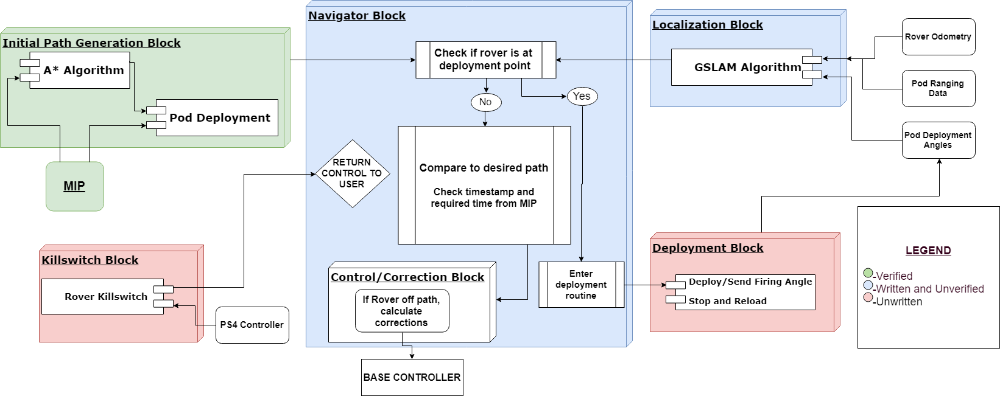 Initial Path Generation Block
A* Algorithm
Pod Deployment
MIP
Killswitch Block
Rover Killswitch
PS4 Controller
Navigator Block
Check if rover is at
deployment point
No
Yes
Compare to desired path
Check timestamp and
required time from MIP
RETURN
CONTROL TO
USER
Control/Correction Block
If Rover off path,
calculate
corrections
Enter
deployment
routine
BASE CONTROLLER
Localization Block
GSLAM Algorithm
Rover Odometry
Pod Ranging
Data
Pod Deployment
Angles
Deployment Block
Deploy/Send Firing Angle
Stop and Reload
LEGEND
-Verified
-Written and Unverified
-Unwritten